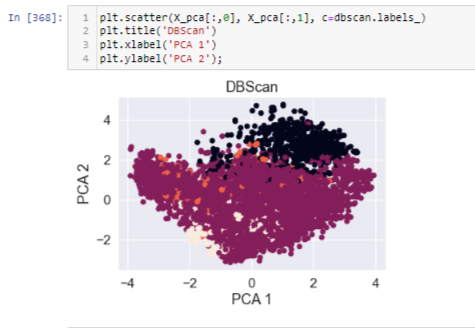 In [368]:
1 plt.scatter(X_pca[:,0], X_pca[:,1], c=dbscan.labels_)
2 plt.title('DBScan')
3 plt.xlabel('PCA 1')
4 plt.ylabel('PCA 2');
DBScan
4
2
0
−2
PCA 2
−4 −2 0 2 4
PCA 1